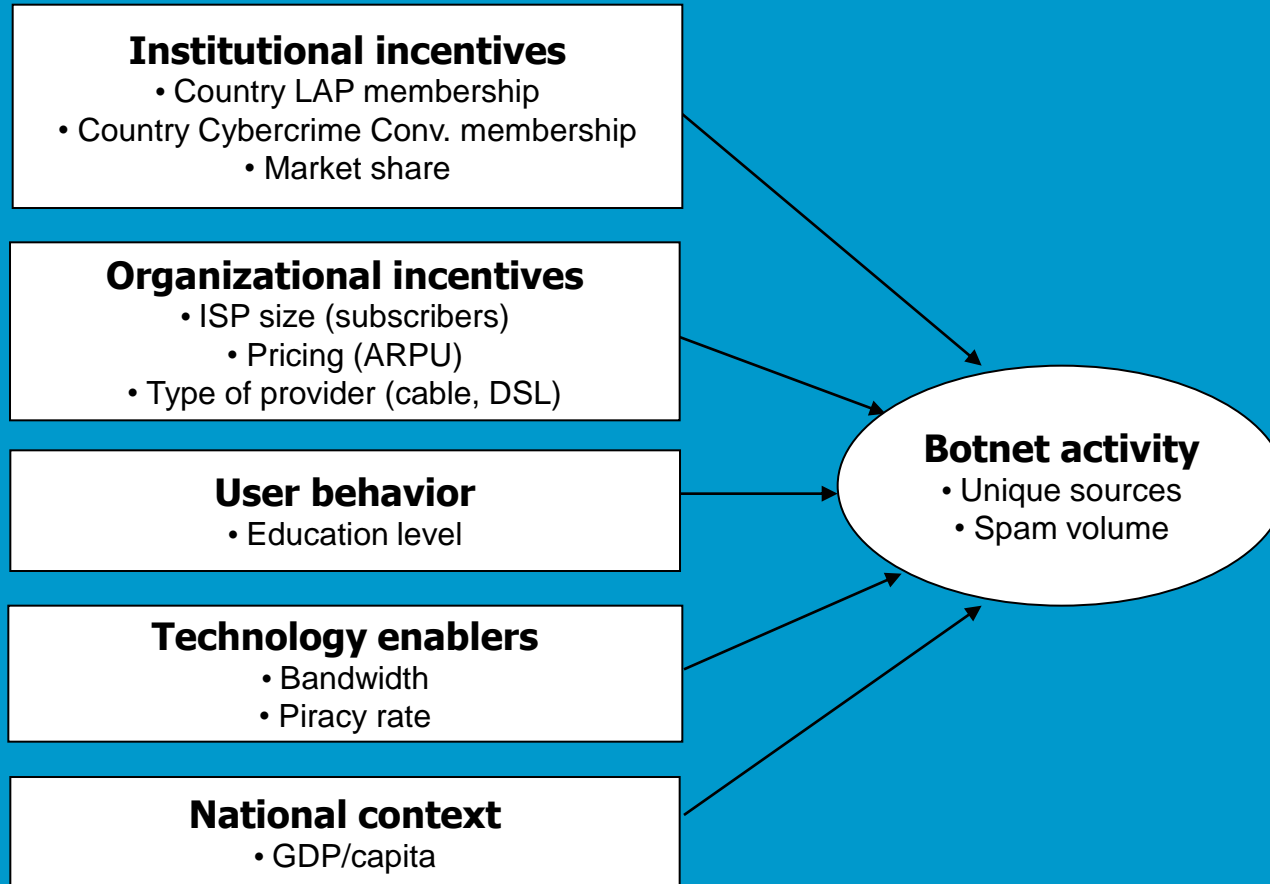 Institutional incentives
• Country LAP membership
• Country Cybercrime Conv. membership
• Market share
Organizational incentives
• ISP size (subscribers)
• Pricing (ARPU)
• Type of provider (cable, DSL)
User behavior
• Education level
Technology enablers
• Bandwidth
• Piracy rate
National context
• GDP/capita
Botnet activity
• Unique sources
• Spam volume